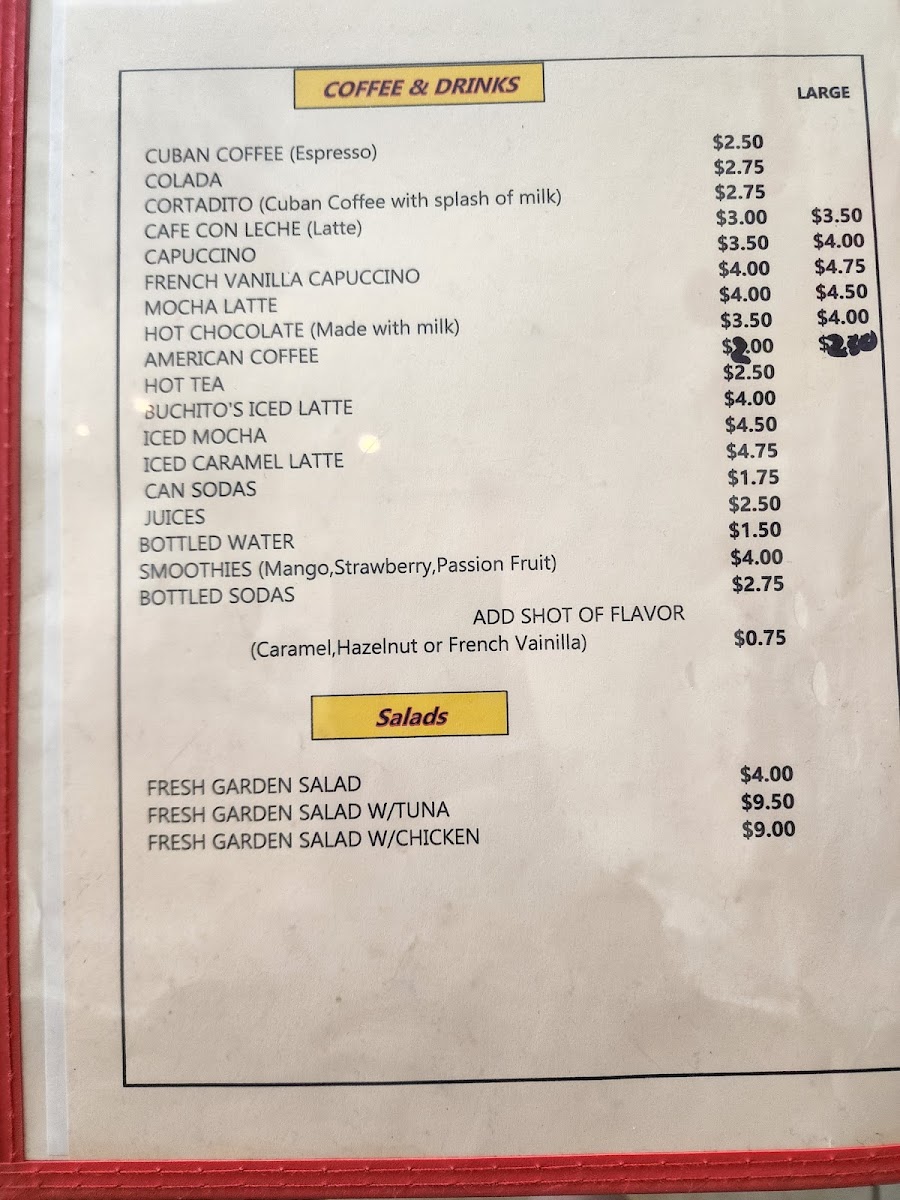 COFFEE & DRINKS
LARGE
CUBAN COFFEE (Espresso) $2.50
COLADA $2.75
CORTADITO (Cuban Coffee with splash of milk) $2.75
CAFE CON LECHE (Latte) $3.00 $3.50
CAPUCCINO $3.50 $4.00
FRENCH VANILLA CAPUCCINO $4.00 $4.75
MOCHA LATTE $4.00 $4.50
HOT CHOCOLATE (Made with milk) $3.50 $4.00
AMERICAN COFFEE $2.00
HOT TEA $2.50
BUCHITO'S ICED LATTE $4.00
ICED MOCHA $4.50
ICED CARAMEL LATTE $4.75
CAN SODAS $1.75
JUICES $2.50
BOTTLED WATER $1.50
SMOOTHIES (Mango,Strawberry,Passion Fruit) $4.00
BOTTLED SODAS $2.75
ADD SHOT OF FLAVOR
(Caramel,Hazelnut or French Vainilla) $0.75
Salads
FRESH GARDEN SALAD $4.00
FRESH GARDEN SALAD W/TUNA $9.50
FRESH GARDEN SALAD W/CHICKEN $9.00